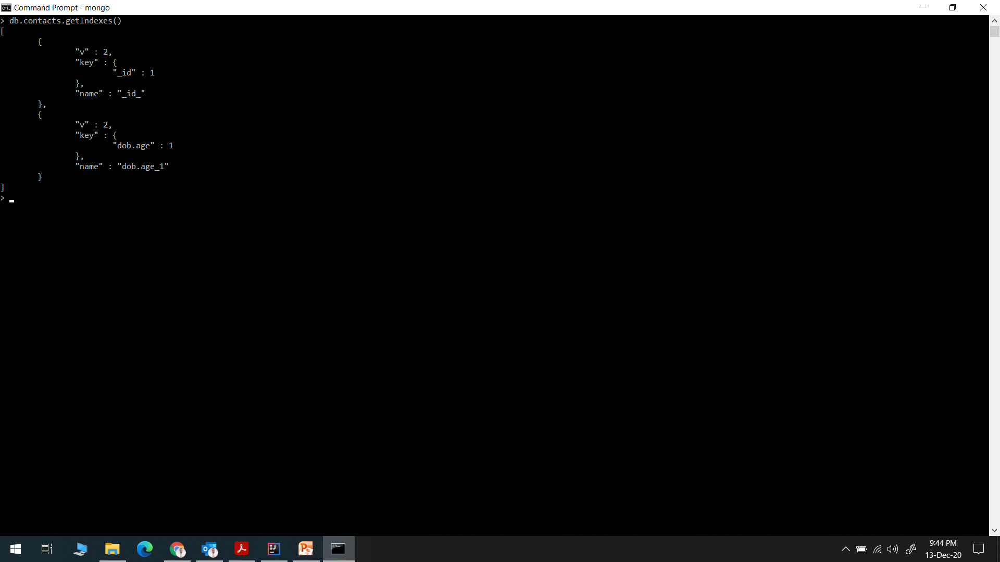 Command Prompt - mongo
> db.contacts.getIndexes()
[
        {
                "v" : 2,
                "key" : {
                        "_id" : 1
                },
                "name" : "_id_"
        },
        {
                "v" : 2,
                "key" : {
                        "dob.age" : 1
                },
                "name" : "dob.age_1"
        }
]
>
9:44 PM
13-Dec-20